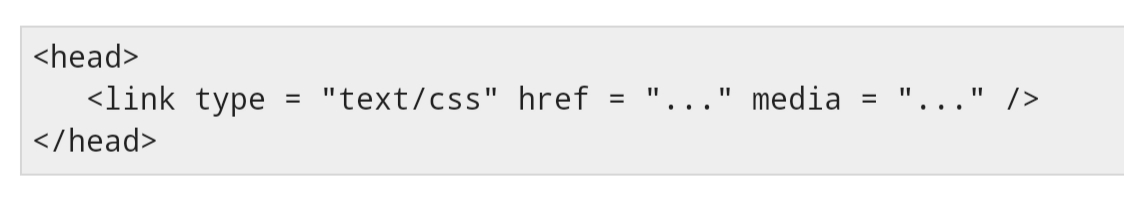 <head>
   <link type = "text/css" href = "..." media = "..." />
</head>